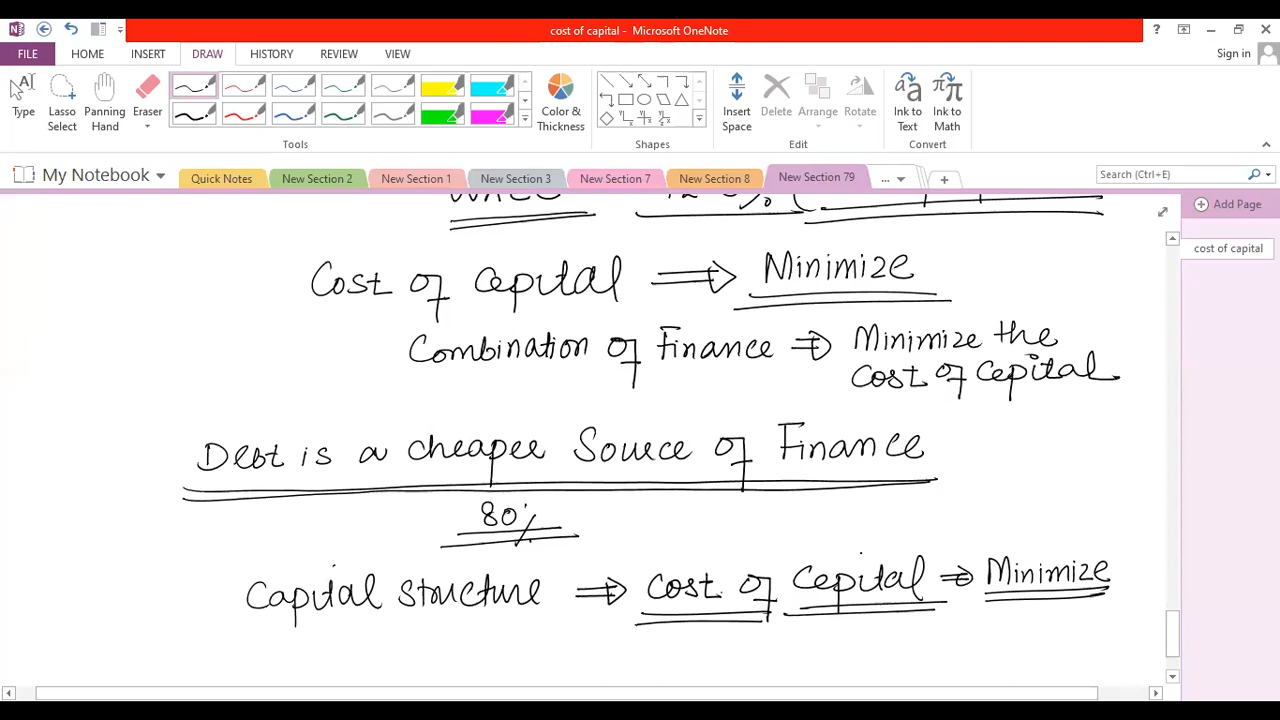 cost of capital - Microsoft OneNote
Sign in
FILE HOME INSERT DRAW HISTORY REVIEW VIEW
Type
Lasso Select
Panning Hand
Eraser
Color & Thickness
Insert Space
Delete
Arrange
Rotate
Ink to Text
Ink to Math
Tools
Shapes
Edit
Convert
My Notebook
Quick Notes New Section 2 New Section 1 New Section 3 New Section 7 New Section 8 New Section 79 ...
Search (Ctrl+E)
Add Page
cost of capital
Cost of Cepital ⇒ Minimize
Combination of Finance ⇒ Minimize the
Cost of Cepital
Debt is a cheaper Source of Finance
80%
Capital structure ⇒ Cost of Cepital ⇒ Minimize